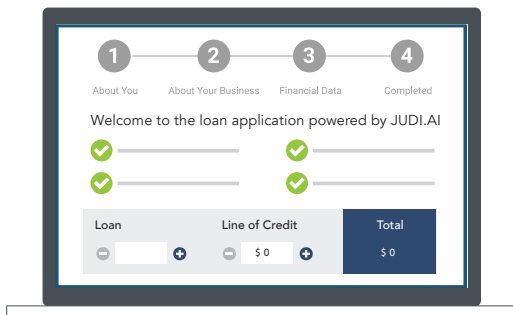 1 2 3 4
About You About Your Business Financial Data Completed
Welcome to the loan application powered by JUDI.AI
Loan Line of Credit Total
$ 0 $ 0